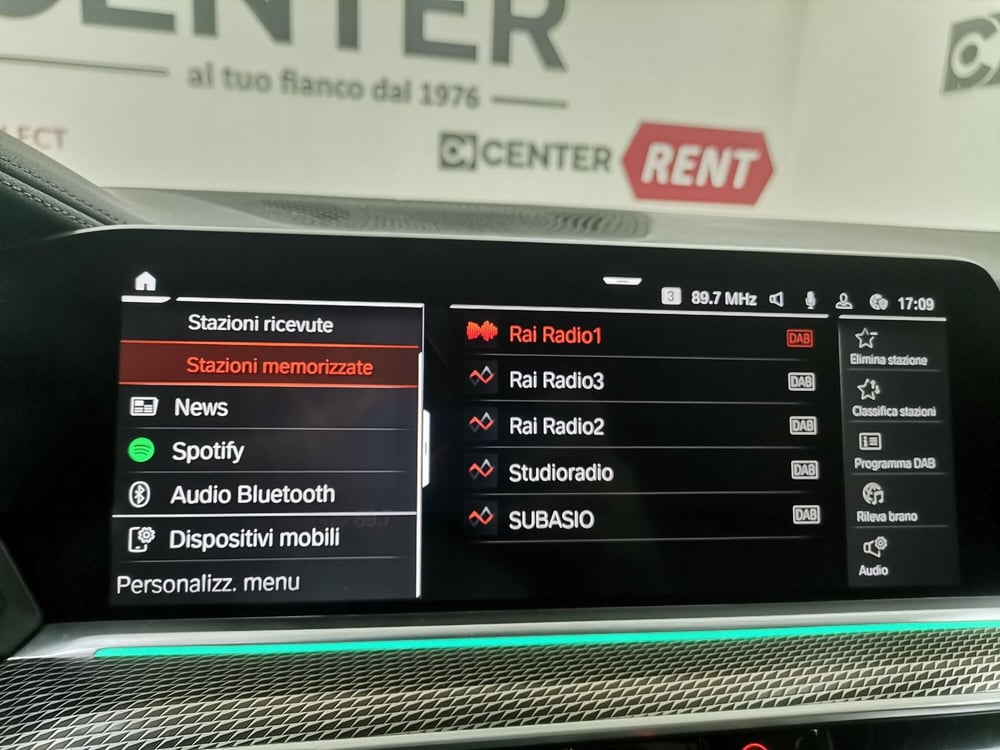 CENTER
al tuo fianco dal 1976
LECT
CENTER RENT
3 89.7 MHz 17:09
Stazioni ricevute
Stazioni memorizzate
News
Spotify
Audio Bluetooth
Dispositivi mobili
Personalizz. menu
Rai Radio1 DAB
Rai Radio3 DAB
Rai Radio2 DAB
Studioradio DAB
SUBASIO DAB
Elimina stazione
Classifica stazioni
Programma DAB
Rileva brano
Audio